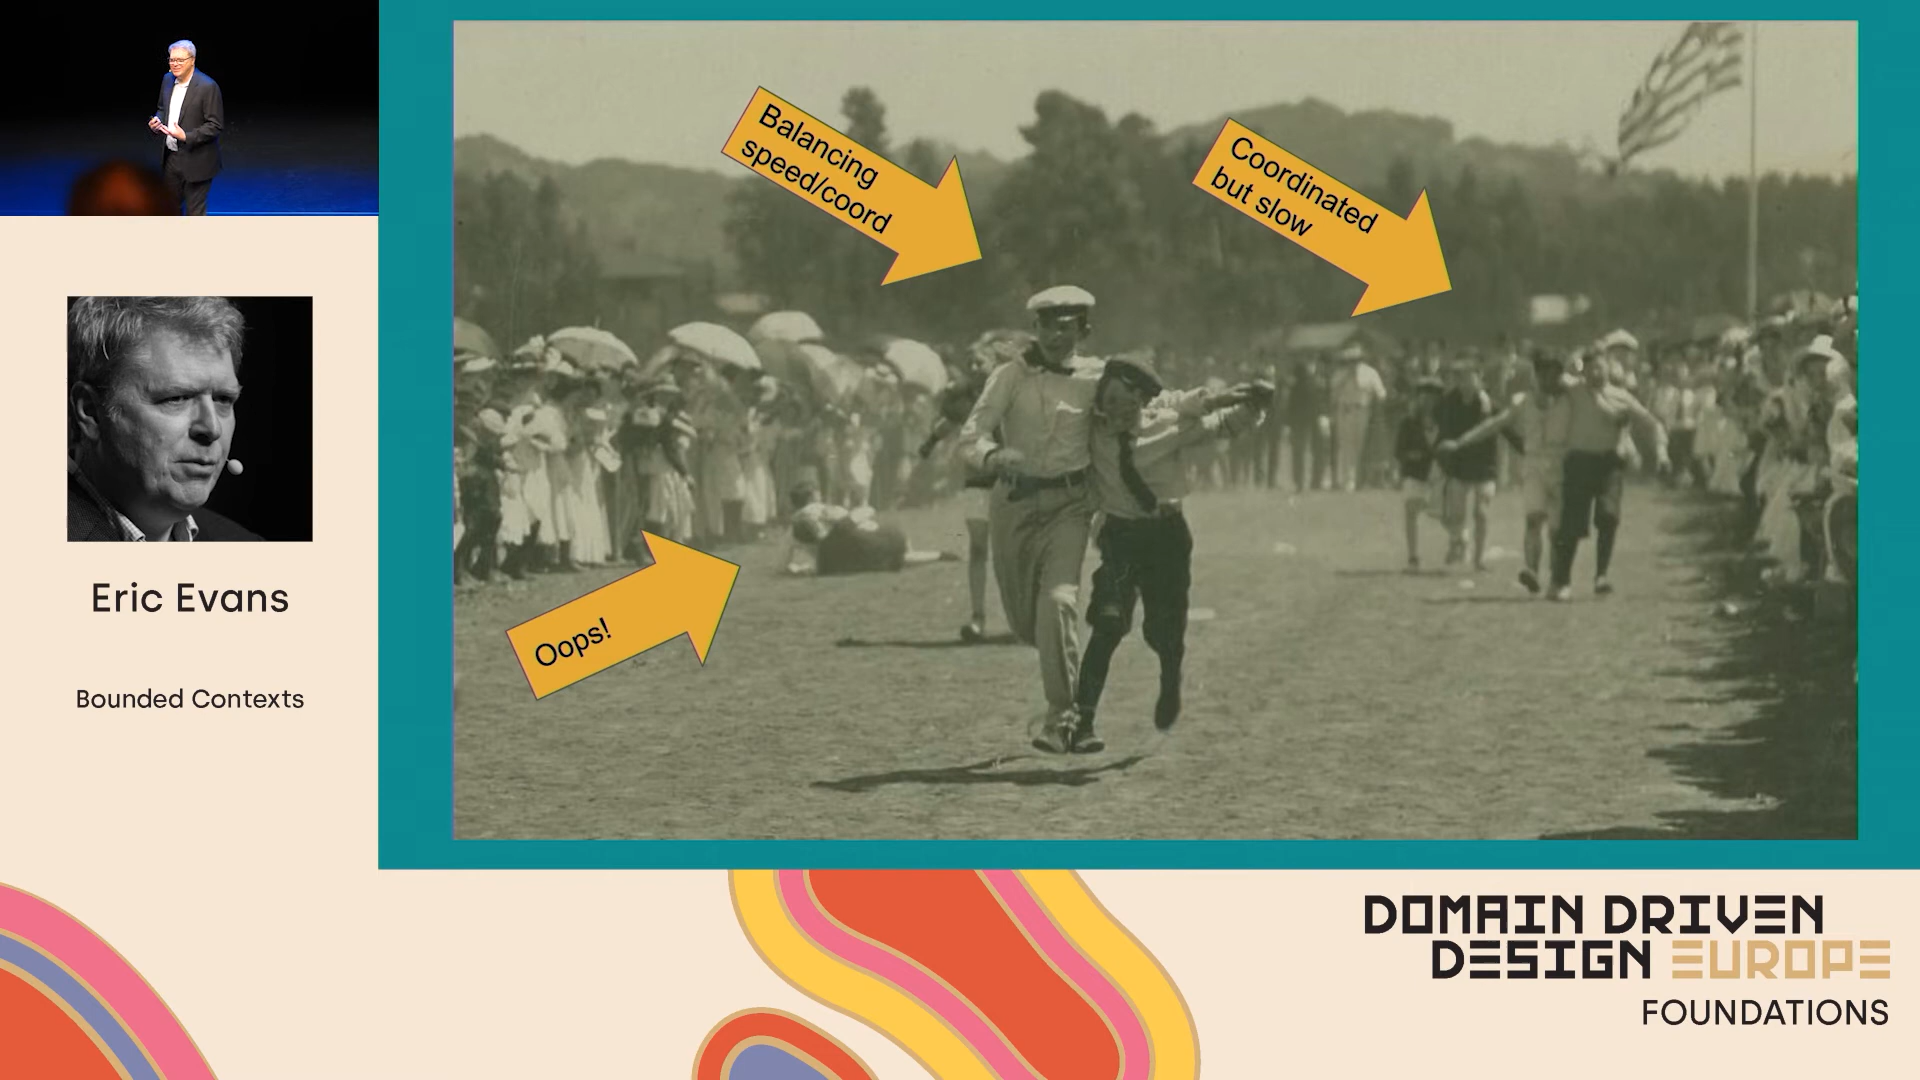 Balancing
speed/coord
Coordinated
but slow
Oops!
Eric Evans
Bounded Contexts
DOMAIN DRIVEN
DESIGN EUROPE
FOUNDATIONS